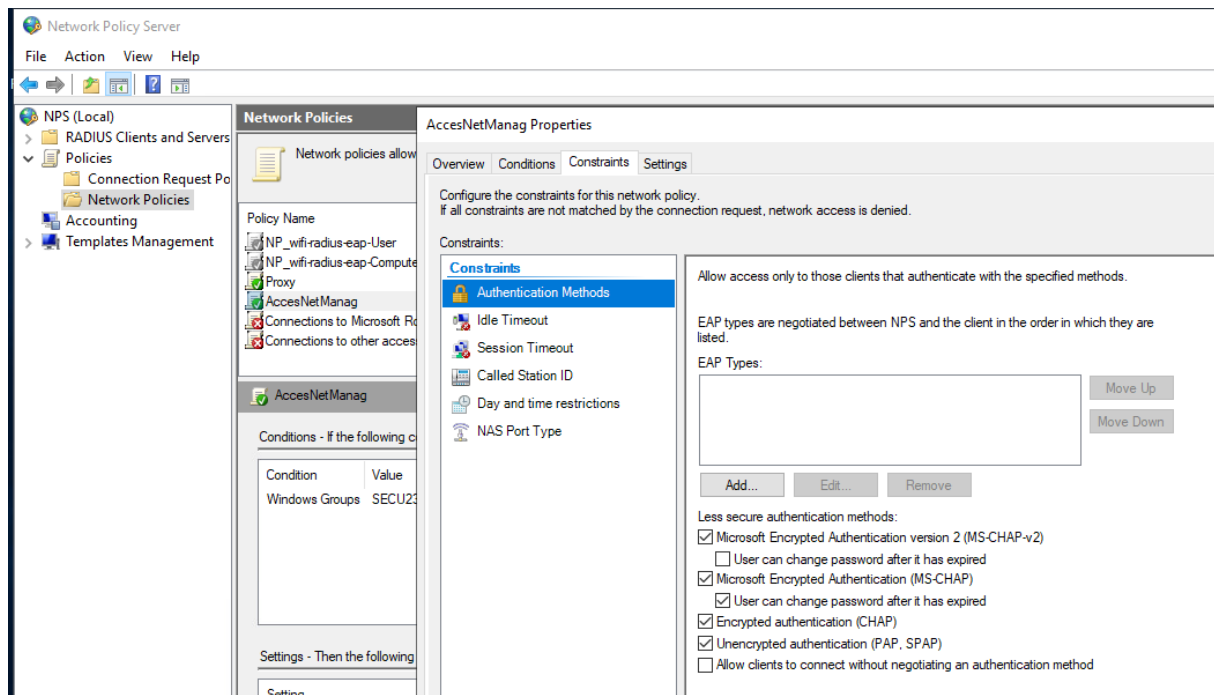 Network Policy Server
File Action View Help
NPS (Local)
RADIUS Clients and Servers
Policies
Connection Request Po
Network Policies
Accounting
Templates Management
Network Policies
Network policies allow
Policy Name
NP_wifi-radius-eap-User
NP_wifi-radius-eap-Compute
Proxy
AccesNetManag
Connections to Microsoft Ro
Connections to other acces
AccesNetManag
Conditions - If the following c
Condition Value
Windows Groups SECU23
Settings - Then the following
Setting
AccesNetManag Properties
Overview Conditions Constraints Settings
Configure the constraints for this network policy.
If all constraints are not matched by the connection request, network access is denied.
Constraints:
Constraints
Authentication Methods
Idle Timeout
Session Timeout
Called Station ID
Day and time restrictions
NAS Port Type
Allow access only to those clients that authenticate with the specified methods.
EAP types are negotiated between NPS and the client in the order in which they are
listed.
EAP Types:
Move Up
Move Down
Add... Edit... Remove
Less secure authentication methods:
Microsoft Encrypted Authentication version 2 (MS-CHAP-v2)
User can change password after it has expired
Microsoft Encrypted Authentication (MS-CHAP)
User can change password after it has expired
Encrypted authentication (CHAP)
Unencrypted authentication (PAP, SPAP)
Allow clients to connect without negotiating an authentication method